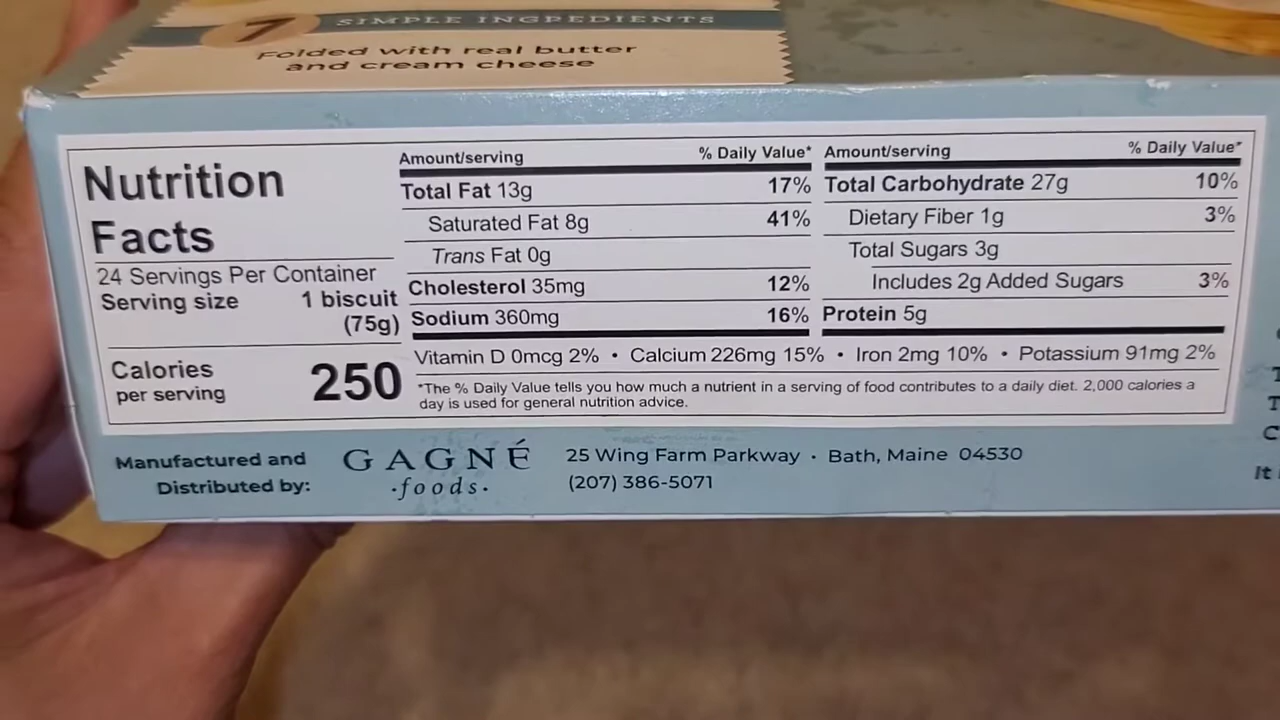 7 SIMPLE INGREDIENTS
Folded with real butter
and cream cheese
Nutrition
Facts
24 Servings Per Container
Serving size 1 biscuit
(75g)
Calories
per serving 250
Amount/serving % Daily Value*
Total Fat 13g 17%
Saturated Fat 8g 41%
Trans Fat 0g
Cholesterol 35mg 12%
Sodium 360mg 16%
Amount/serving % Daily Value*
Total Carbohydrate 27g 10%
Dietary Fiber 1g 3%
Total Sugars 3g
Includes 2g Added Sugars 3%
Protein 5g
Vitamin D 0mcg 2% • Calcium 226mg 15% • Iron 2mg 10% • Potassium 91mg 2%
*The % Daily Value tells you how much a nutrient in a serving of food contributes to a daily diet. 2,000 calories a
day is used for general nutrition advice.
Manufactured and
Distributed by:
GAGNÉ
·foods·
25 Wing Farm Parkway · Bath, Maine 04530
(207) 386-5071
It